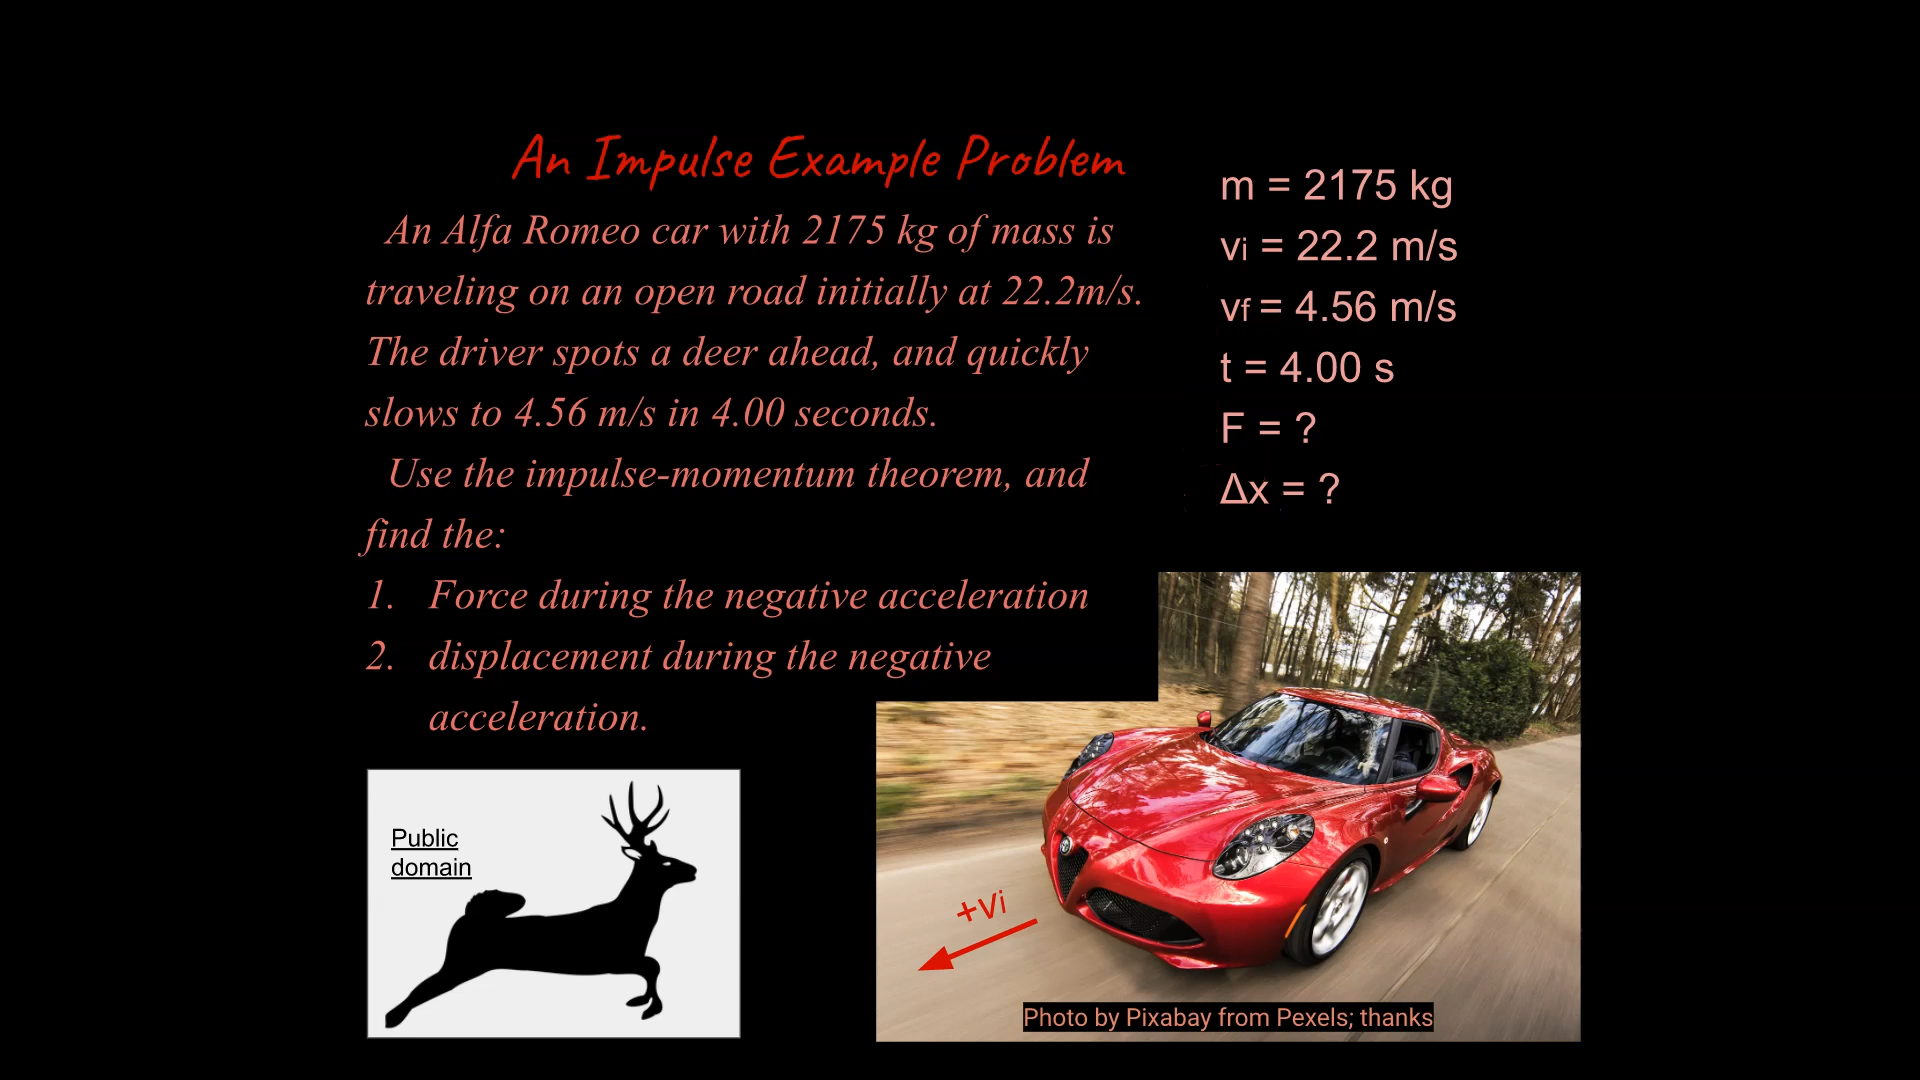 An Impulse Example Problem
An Alfa Romeo car with 2175 kg of mass is
traveling on an open road initially at 22.2m/s.
The driver spots a deer ahead, and quickly
slows to 4.56 m/s in 4.00 seconds.
Use the impulse-momentum theorem, and
find the:
1. Force during the negative acceleration
2. displacement during the negative
acceleration.
m = 2175 kg
vi = 22.2 m/s
vf = 4.56 m/s
t = 4.00 s
F = ?
Δx = ?
Public
domain
+vi
Photo by Pixabay from Pexels; thanks